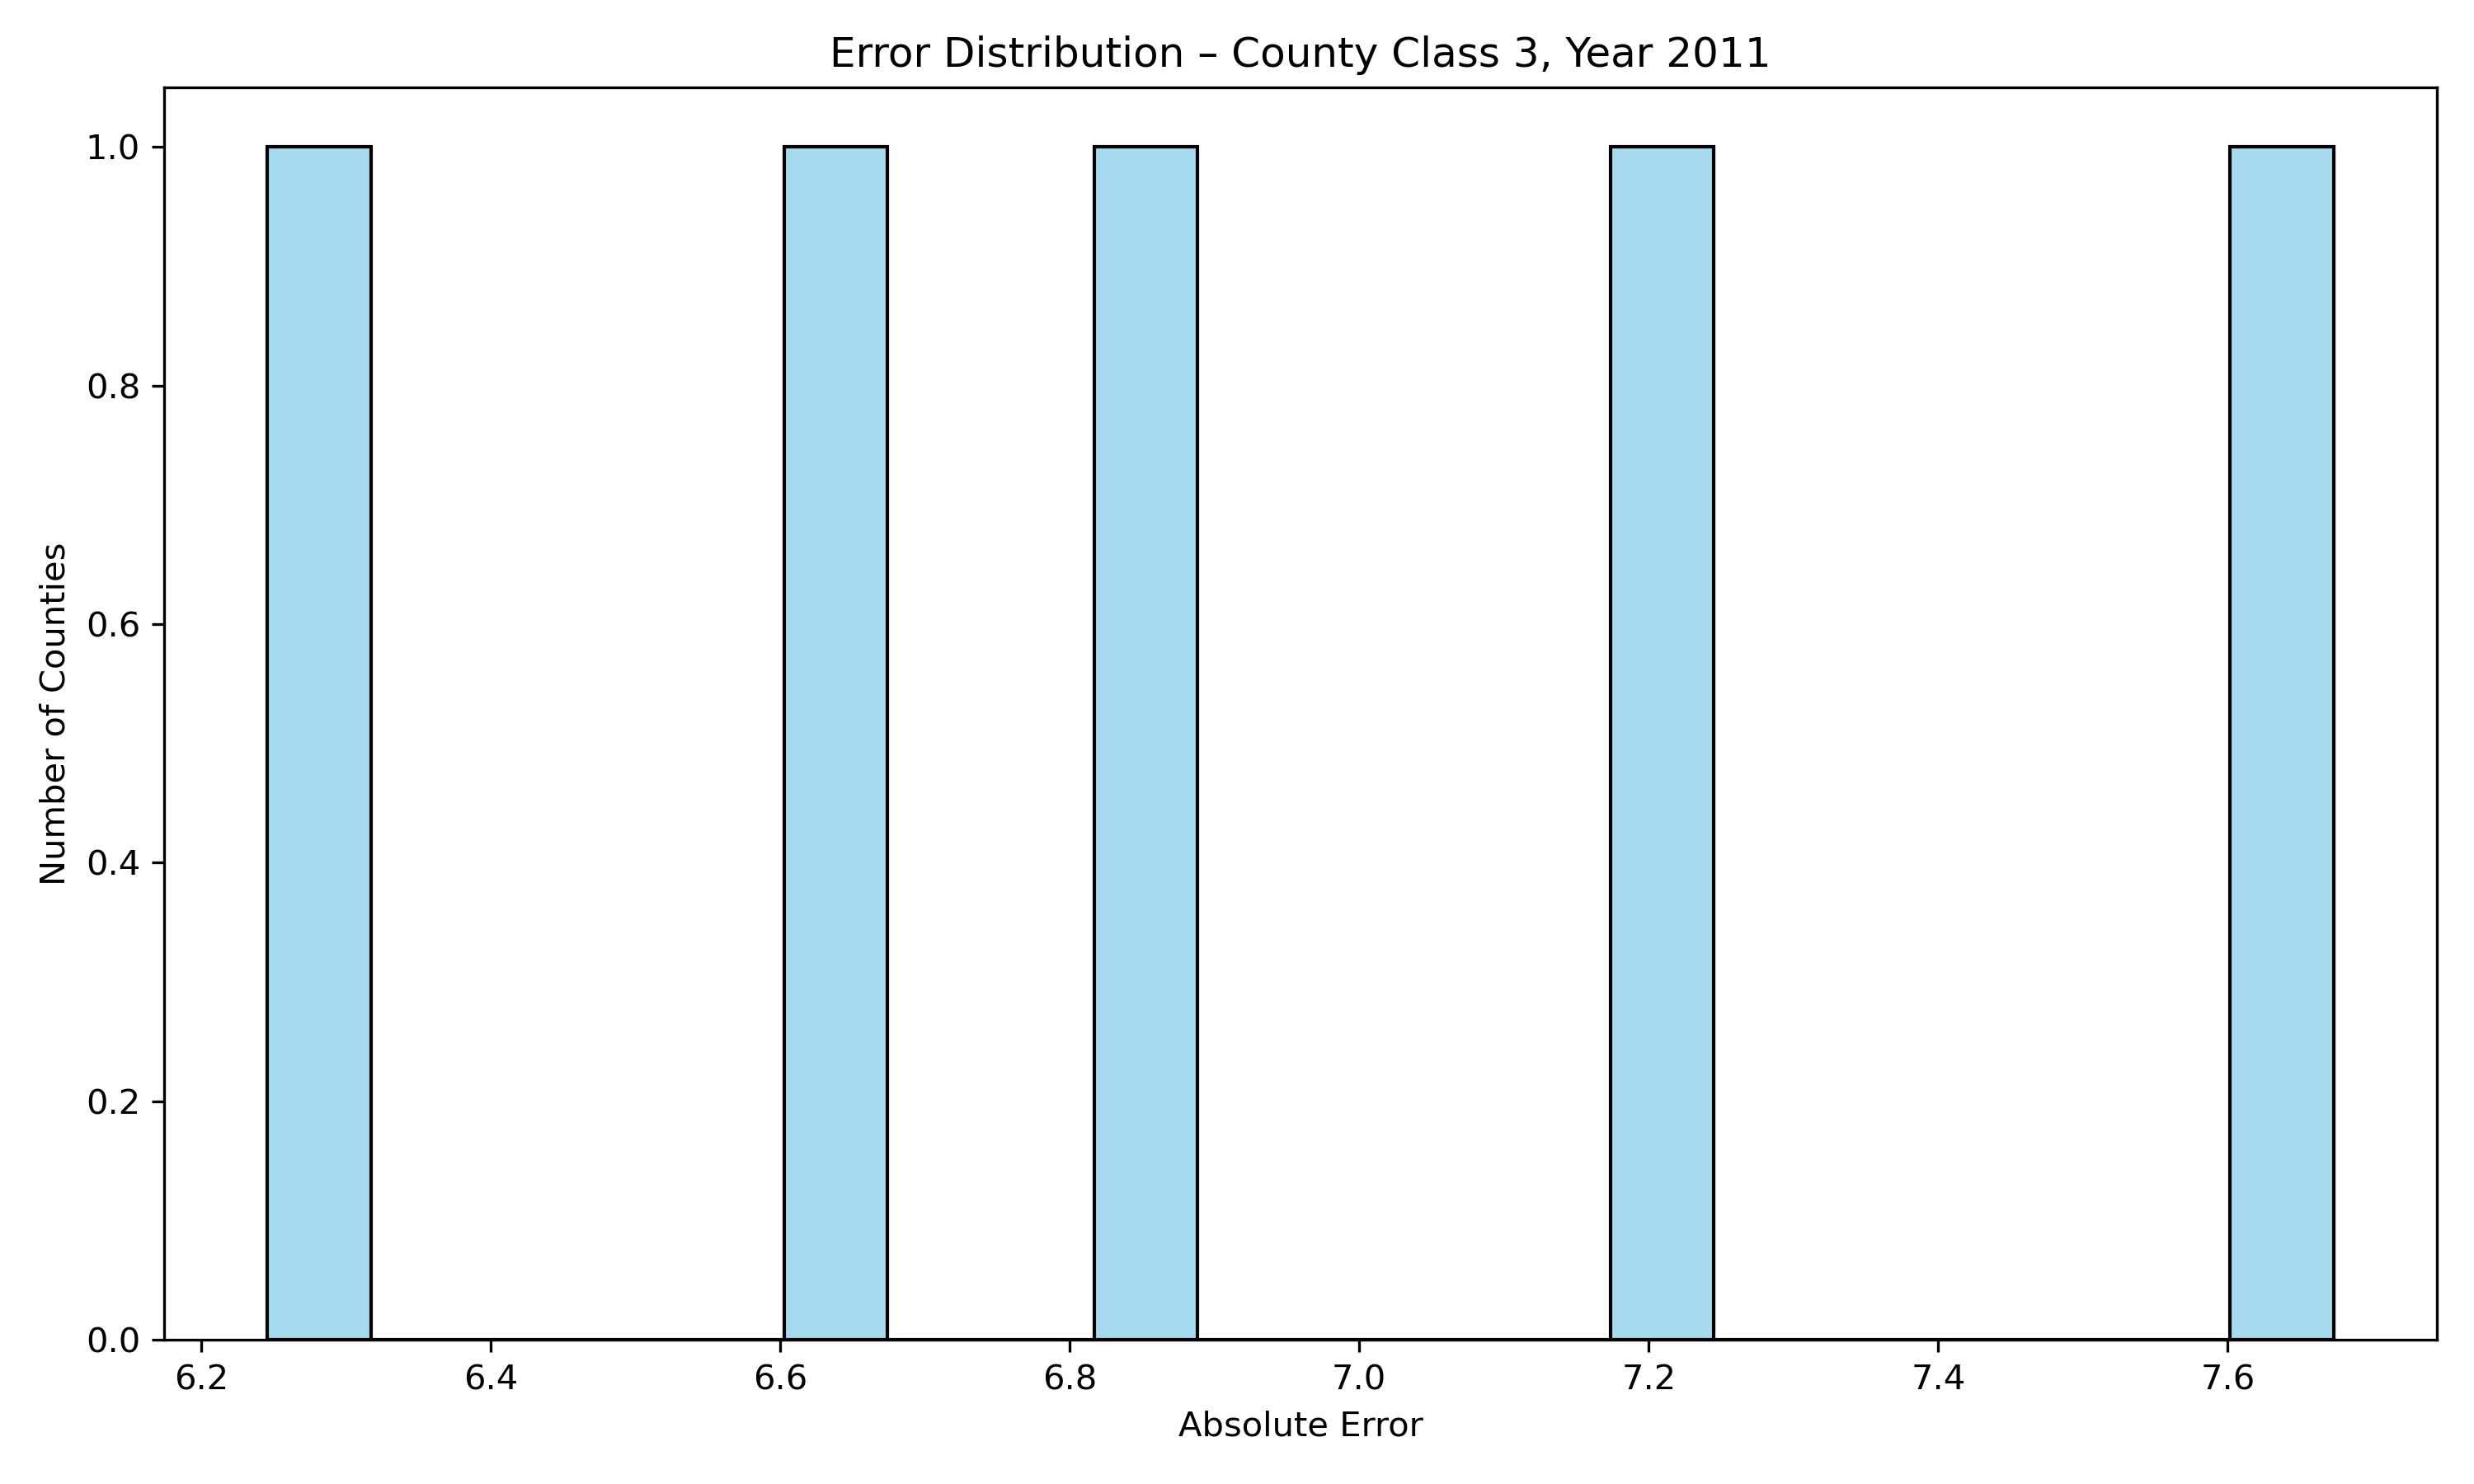 Error Distribution – County Class 3, Year 2011
1.0
0.8
0.6
0.4
0.2
0.0
Number of Counties
6.2 6.4 6.6 6.8 7.0 7.2 7.4 7.6
Absolute Error